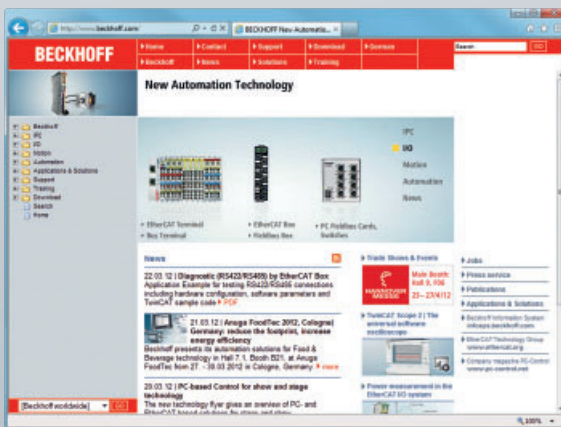 http://www.beckhoff.com/
BECKHOFF New Automatio...
BECKHOFF
Home
Contact
Support
Download
German
Beckhoff
News
Solutions
Training
Search
GO
New Automation Technology
Beckhoff
IPC
I/O
Motion
Automation
Applications & Solutions
Support
Training
Download
Search
Home
IPC
I/O
Motion
Automation
News
EtherCAT Terminal
Bus Terminal
EtherCAT Box
Fieldbus Box
PC Fieldbus Cards,
Switches
News
22.03.12 | Diagnostic (RS422/RS485) by EtherCAT Box
Application Example for testing RS422/RS485 connections
including hardware configuration, software parameters and
TwinCAT sample code PDF
21.03.12 | Anuga FoodTec 2012, Cologne/
Germany: reduce the footprint, increase
energy efficiency
Beckhoff presents its automation solutions for Food &
Beverage technology in Hall 7.1, Booth B21, at Anuga
FoodTec from 27. - 30.03 2012 in Cologne, Germany. more
20.03.12 | PC-based Control for show and stage
technology
The new technology flyer gives an overview of PC- and
EtherCAT-based solutions for stage and show
Trade Shows & Events
HANNOVER
MESSE
Main Booth:
Hall 9, F06
23.–27/4/12
TwinCAT Scope 2 | The
universal software
oscilloscope
Power measurement in the
EtherCAT I/O system
Jobs
Press service
Publications
Applications & Solutions
Beckhoff Information System
infosys.beckhoff.com
EtherCAT Technology Group
www.ethercat.org
Company magazine PC-Control
www.pc-control.net
[Beckhoff worldwide]
GO
100%